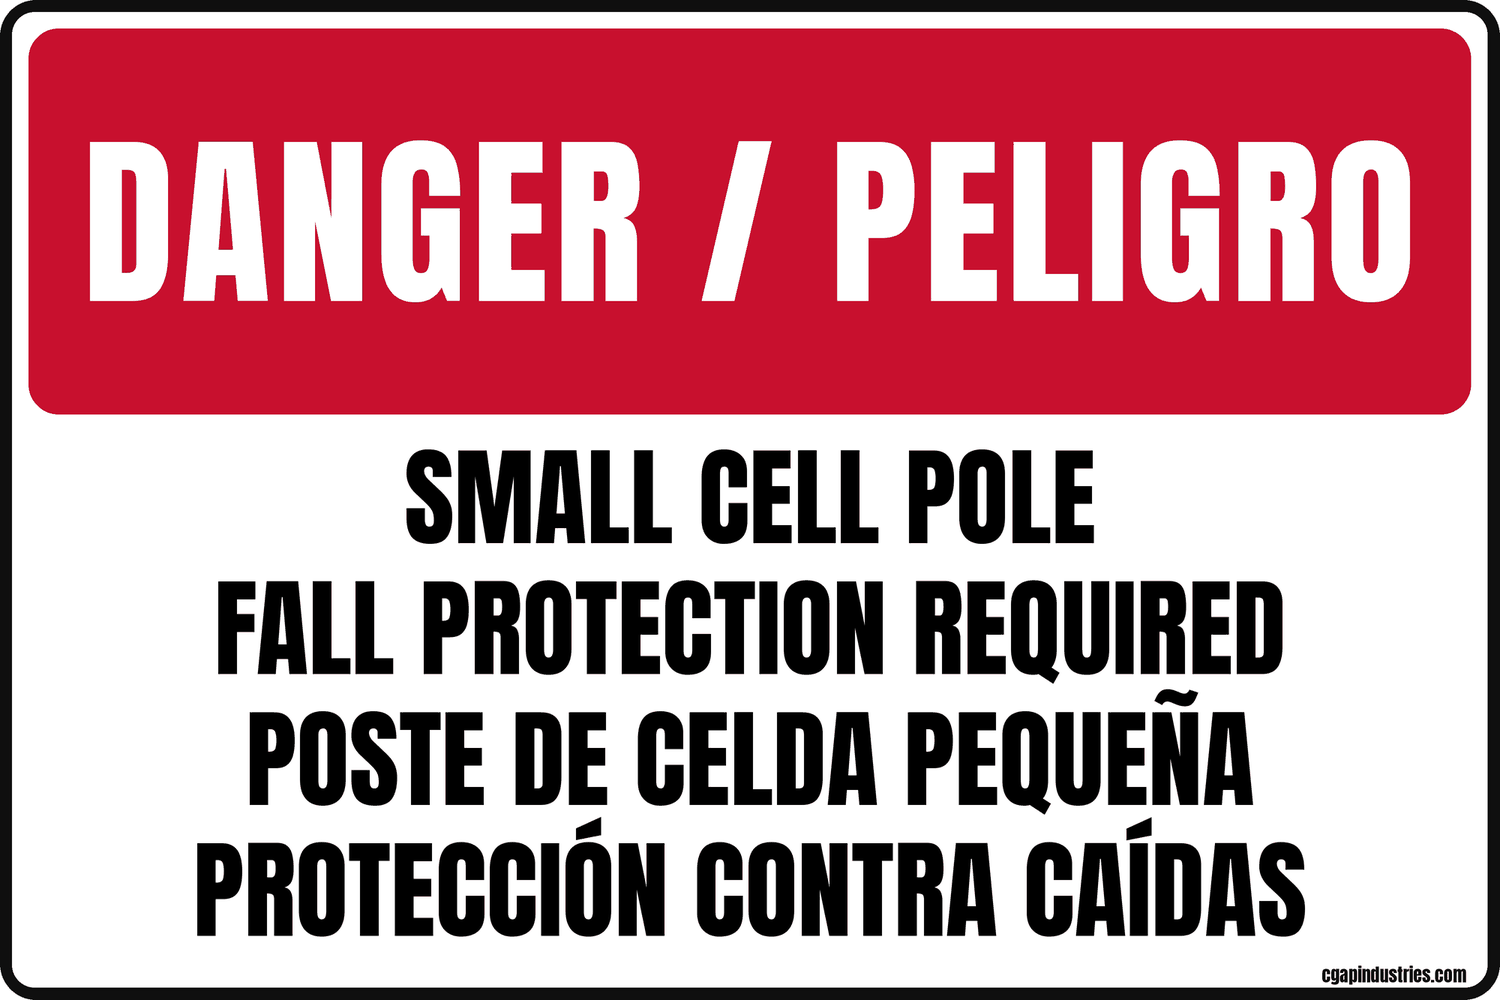 DANGER / PELIGRO
SMALL CELL POLE
FALL PROTECTION REQUIRED
POSTE DE CELDA PEQUEÑA
PROTECCIÓN CONTRA CAÍDAS
cgapindustries.com